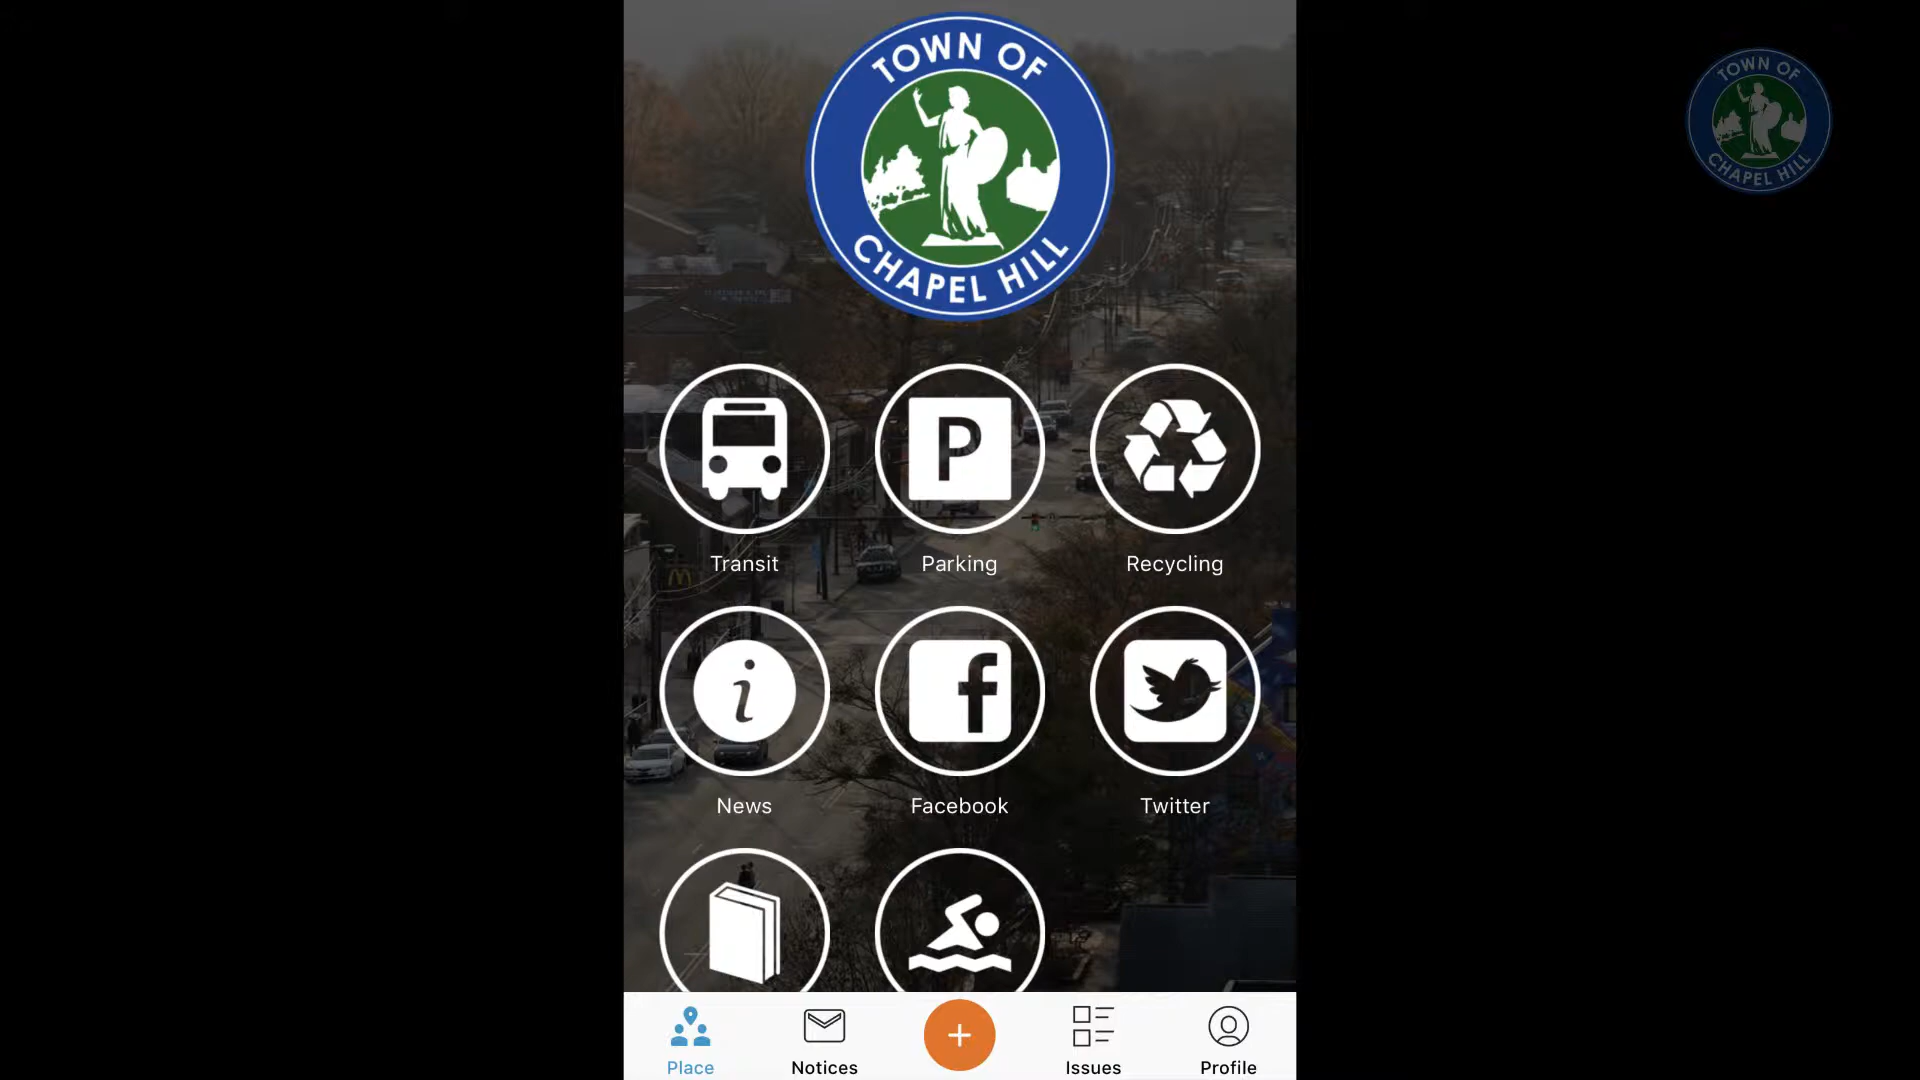 TOWN OF
CHAPEL HILL
TOWN OF
CHAPEL HILL
P
Transit
Parking
Recycling
i
f
News
Facebook
Twitter
+
Place
Notices
Issues
Profile